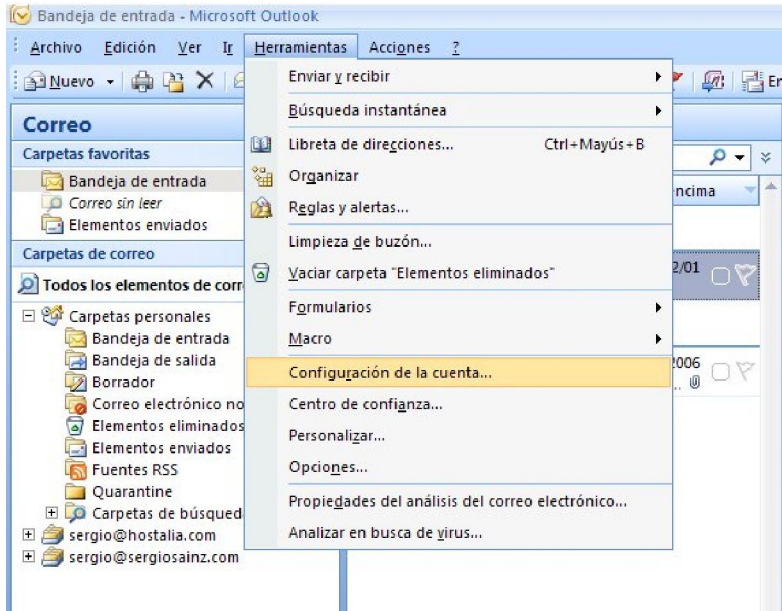 Bandeja de entrada - Microsoft Outlook
Archivo Edición Ver Ir Herramientas Acciones ?
Nuevo
Enviar y recibir
Búsqueda instantánea
Libreta de direcciones... Ctrl+Mayús+B
Organizar
Reglas y alertas...
Limpieza de buzón...
Vaciar carpeta "Elementos eliminados"
Formularios
Macro
Configuración de la cuenta...
Centro de confianza...
Personalizar...
Opciones...
Propiedades del análisis del correo electrónico...
Analizar en busca de virus...
Correo
Carpetas favoritas
Bandeja de entrada
Correo sin leer
Elementos enviados
Carpetas de correo
Todos los elementos de corr
Carpetas personales
Bandeja de entrada
Bandeja de salida
Borrador
Correo electrónico no
Elementos eliminados
Elementos enviados
Fuentes RSS
Quarantine
Carpetas de búsqued
sergio@hostalia.com
sergio@sergiosainz.com
encima
2/01